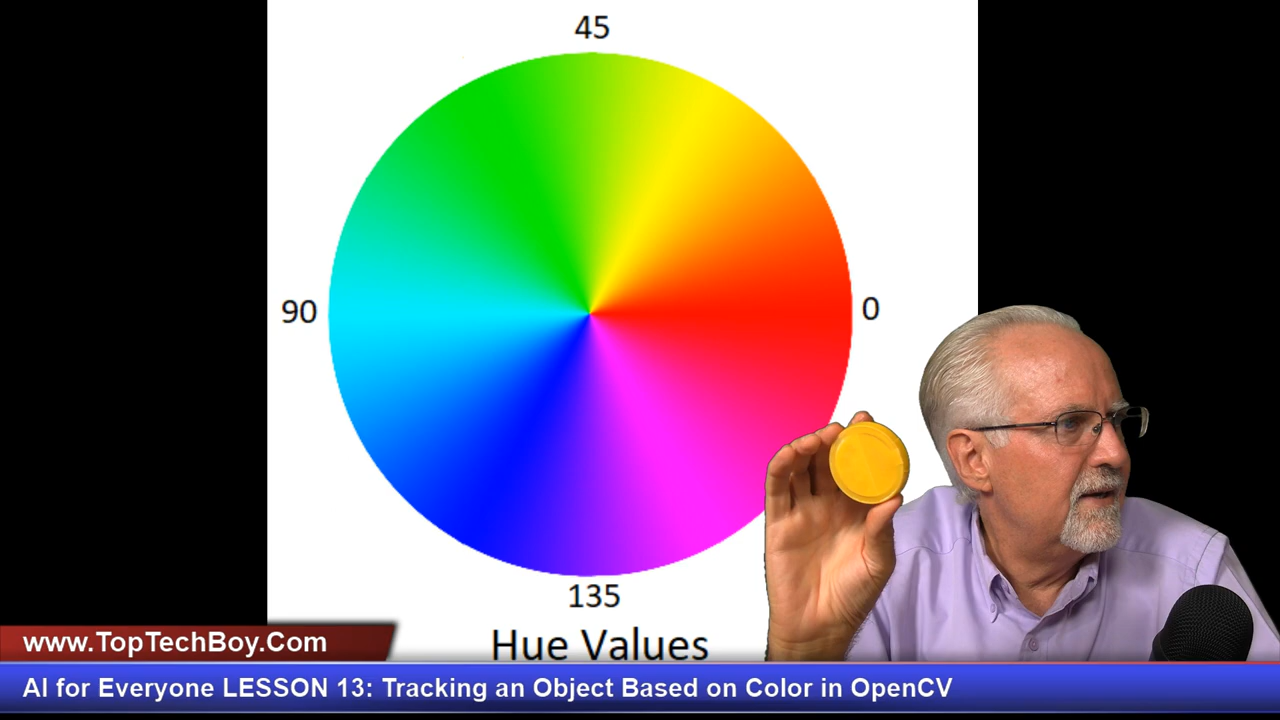 45
90
0
135
Hue Values
www.TopTechBoy.Com
AI for Everyone LESSON 13: Tracking an Object Based on Color in OpenCV